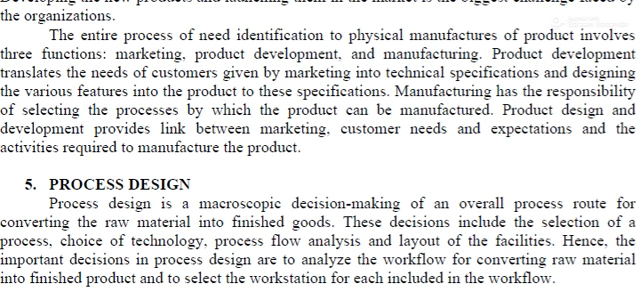 the organizations.
The entire process of need identification to physical manufactures of product involves
three functions: marketing, product development, and manufacturing. Product development
translates the needs of customers given by marketing into technical specifications and designing
the various features into the product to these specifications. Manufacturing has the responsibility
of selecting the processes by which the product can be manufactured. Product design and
development provides link between marketing, customer needs and expectations and the
activities required to manufacture the product.
5. PROCESS DESIGN
Process design is a macroscopic decision-making of an overall process route for
converting the raw material into finished goods. These decisions include the selection of a
process, choice of technology, process flow analysis and layout of the facilities. Hence, the
important decisions in process design are to analyze the workflow for converting raw material
into finished product and to select the workstation for each included in the workflow.